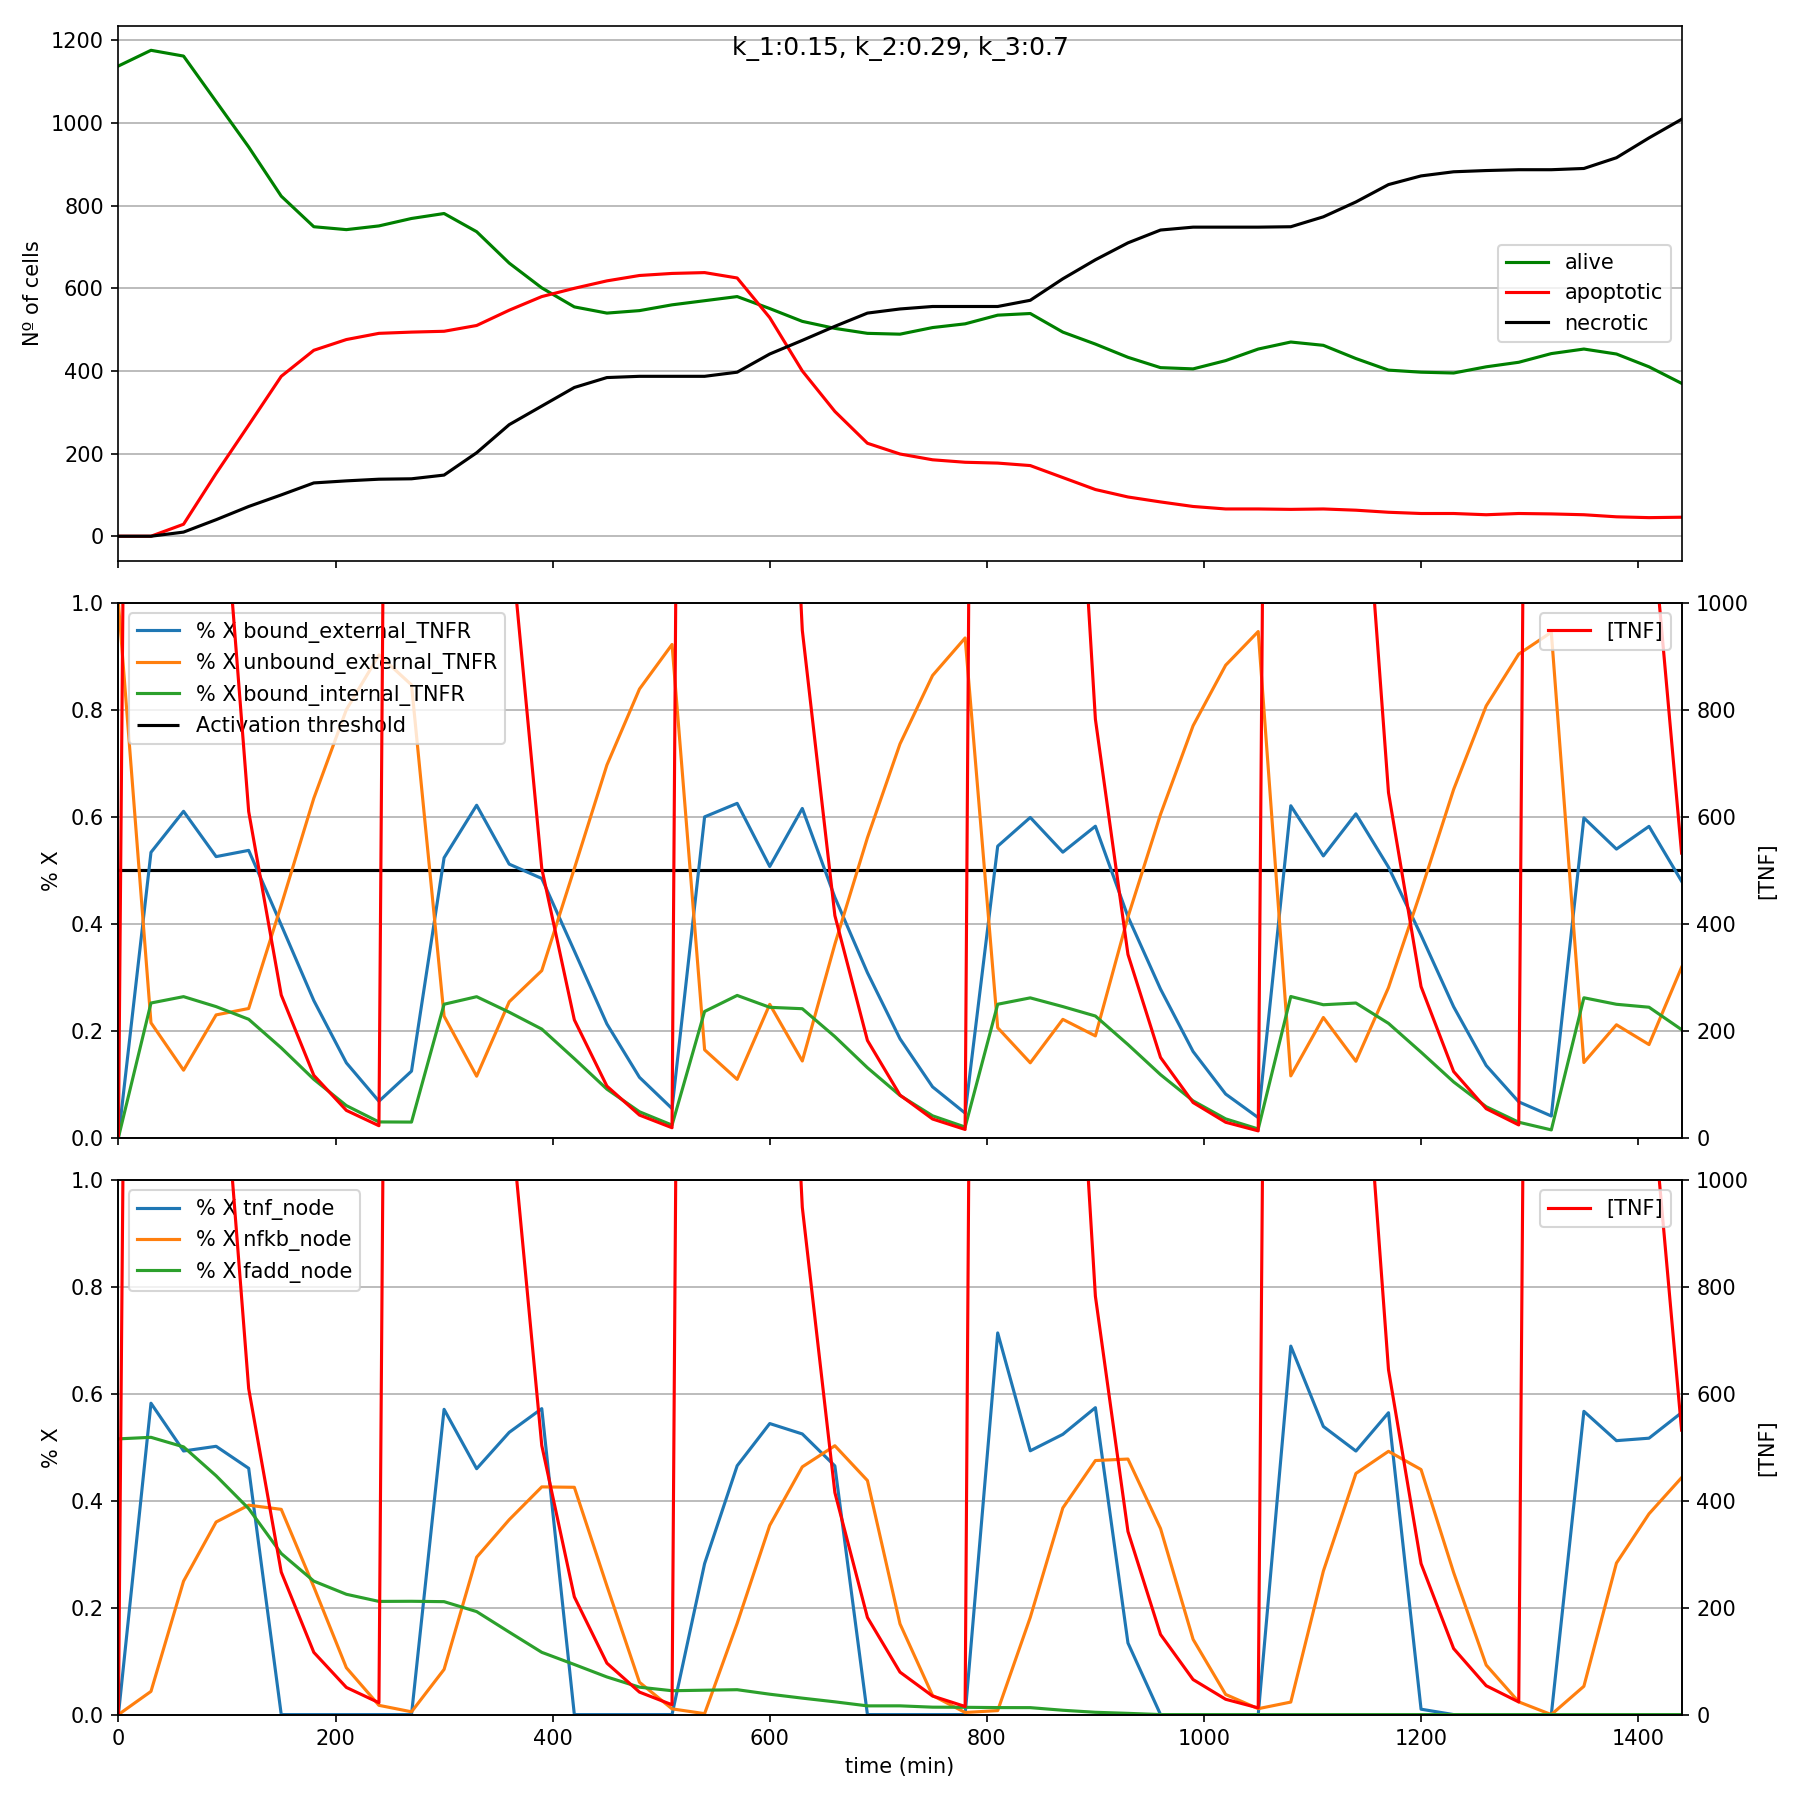 k_1:0.15, k_2:0.29, k_3:0.7
1200
1000
800
600
400
200
0
Nº of cells
alive
apoptotic
necrotic
1.0
0.8
0.6
0.4
0.2
0.0
% X
% X bound_external_TNFR
% X unbound_external_TNFR
% X bound_internal_TNFR
Activation threshold
[TNF]
1000
800
600
400
200
0
[TNF]
1.0
0.8
0.6
0.4
0.2
0.0
% X
% X tnf_node
% X nfkb_node
% X fadd_node
[TNF]
1000
800
600
400
200
0
[TNF]
0 200 400 600 800 1000 1200 1400
time (min)